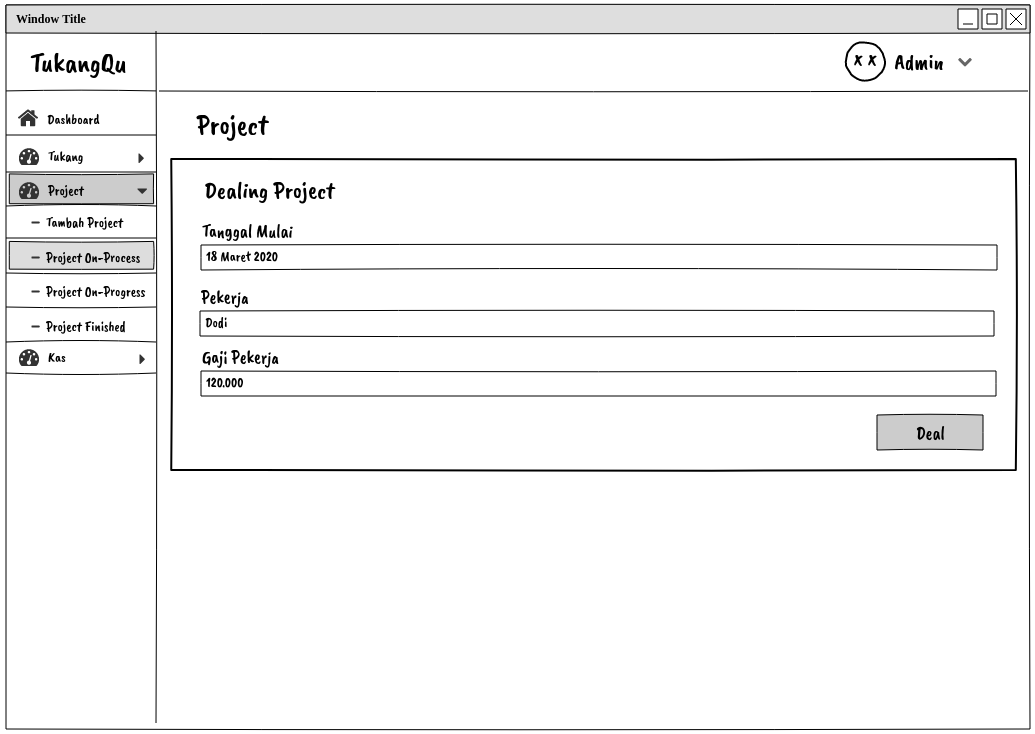 Window Title
TukangQu
Admin
Dashboard
Tukang
Project
– Tambah Project
– Project On-Process
– Project On-Progress
– Project Finished
Kas
Project
Dealing Project
Tanggal Mulai
18 Maret 2020
Pekerja
Dodi
Gaji Pekerja
120.000
Deal